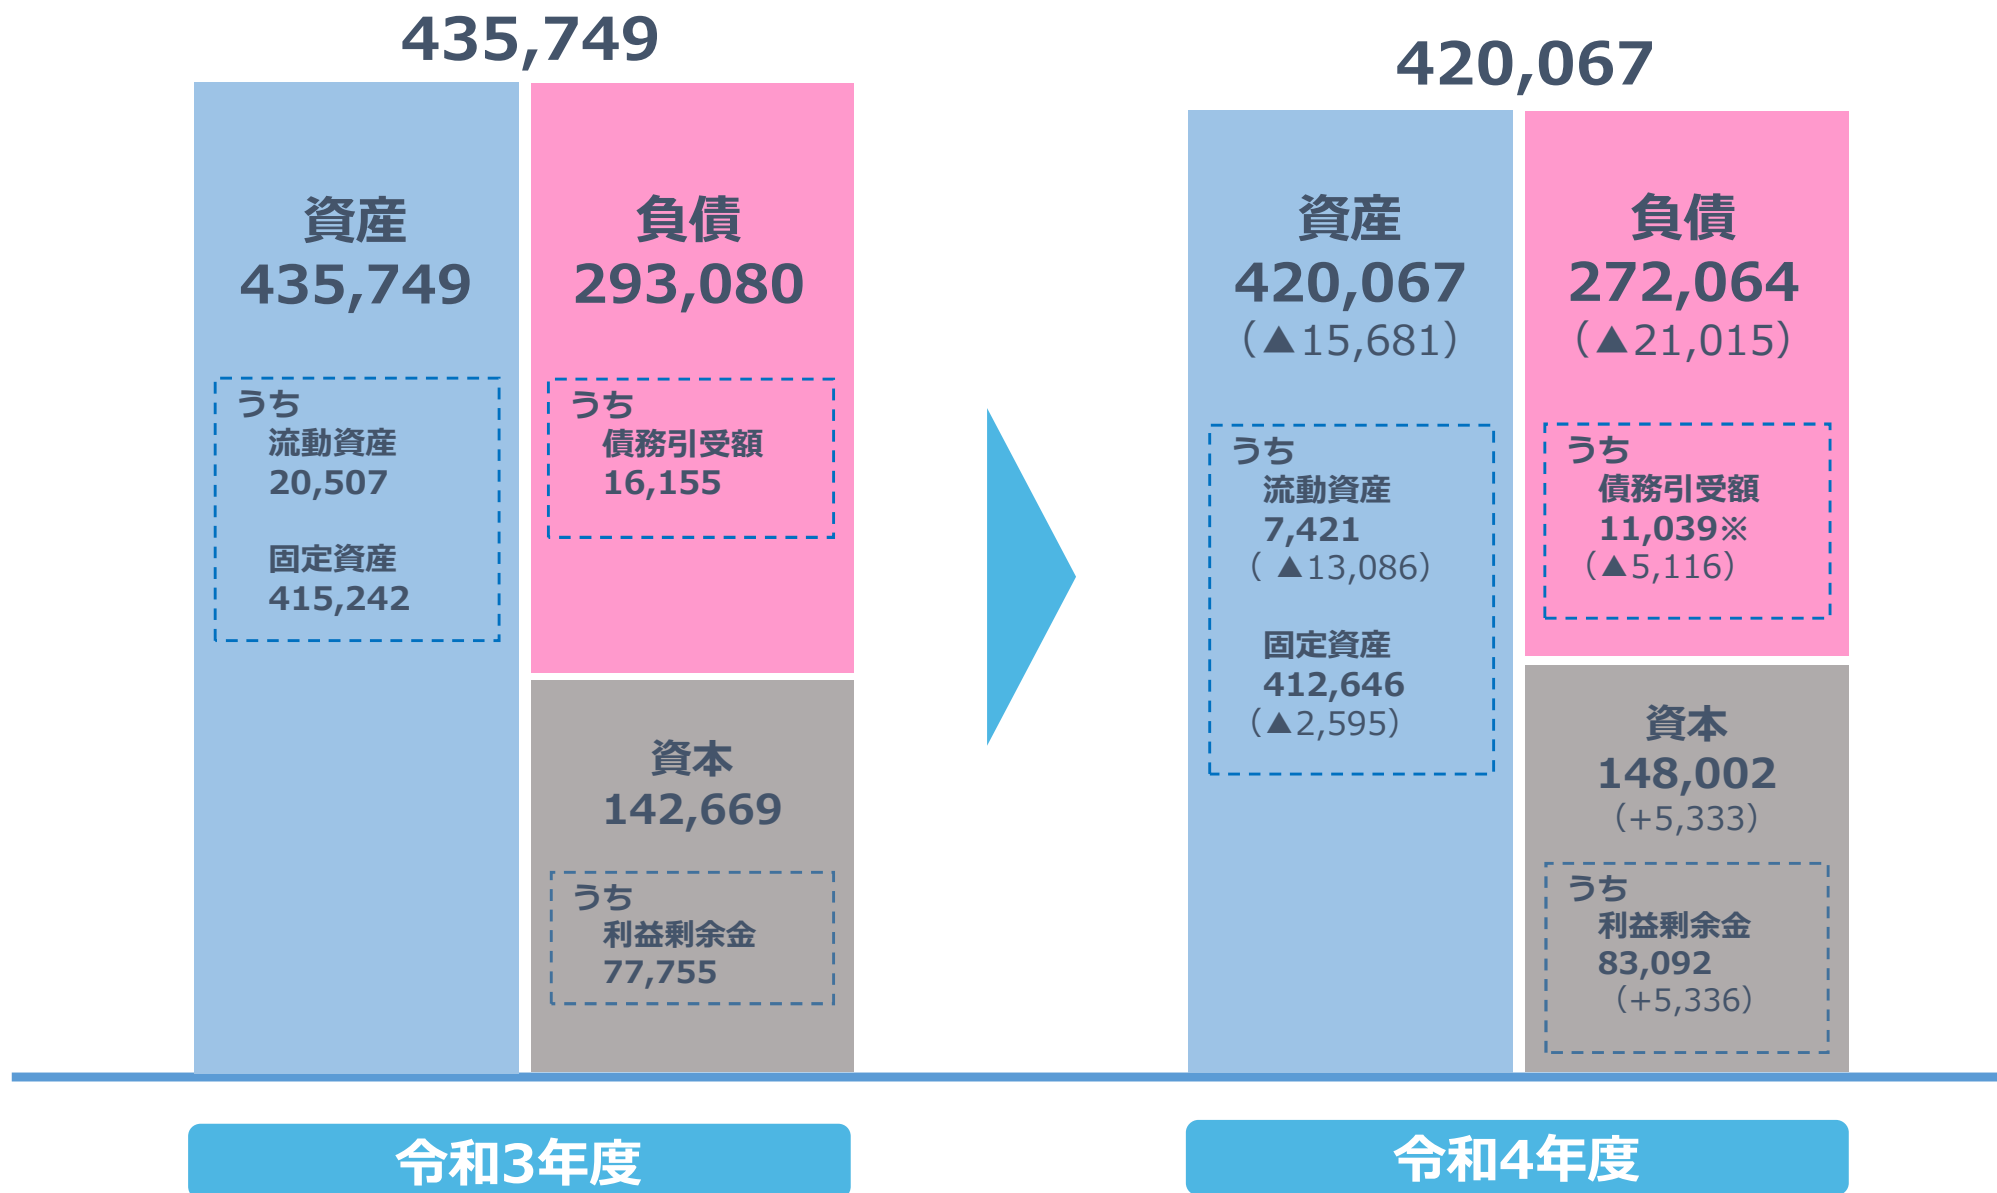 435,749
資産
435,749
うち
流動資産
20,507
固定資産
415,242
負債
293,080
うち
債務引受額
16,155
資本
142,669
うち
利益剰余金
77,755
令和3年度
420,067
資産
420,067
（▲15,681）
うち
流動資産
7,421
（ ▲13,086）
固定資産
412,646
（▲2,595）
負債
272,064
（▲21,015）
うち
債務引受額
11,039※
（▲5,116）
資本
148,002
（+5,333）
うち
利益剰余金
83,092
（+5,336）
令和4年度